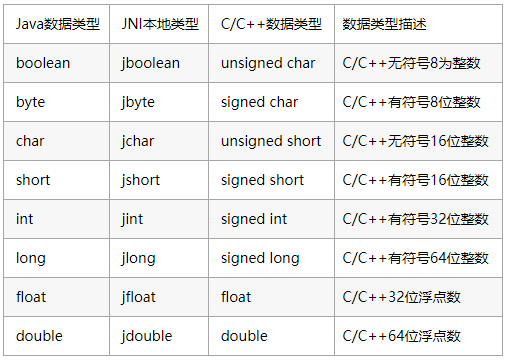 Java数据类型 JNI本地类型 C/C++数据类型 数据类型描述
boolean jboolean unsigned char C/C++无符号8为整数
byte jbyte signed char C/C++有符号8位整数
char jchar unsigned short C/C++无符号16位整数
short jshort signed short C/C++有符号16位整数
int jint signed int C/C++有符号32位整数
long jlong signed long C/C++有符号64位整数
float jfloat float C/C++32位浮点数
double jdouble double C/C++64位浮点数